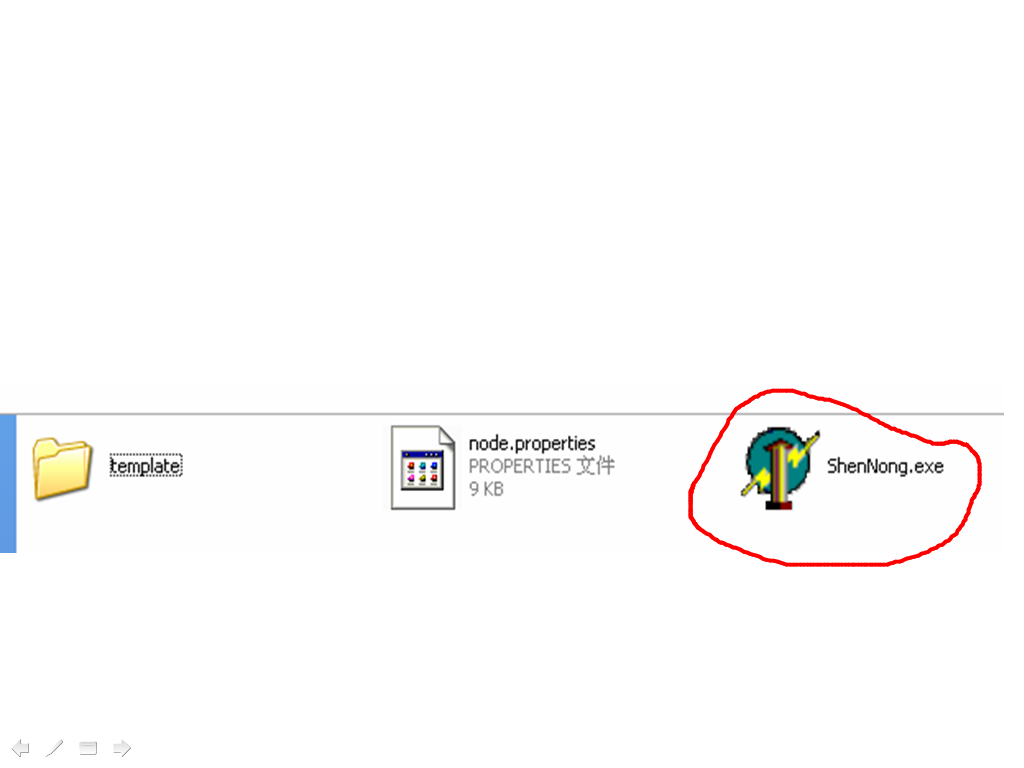 template
node.properties
PROPERTIES 文件
9 KB
ShenNong.exe